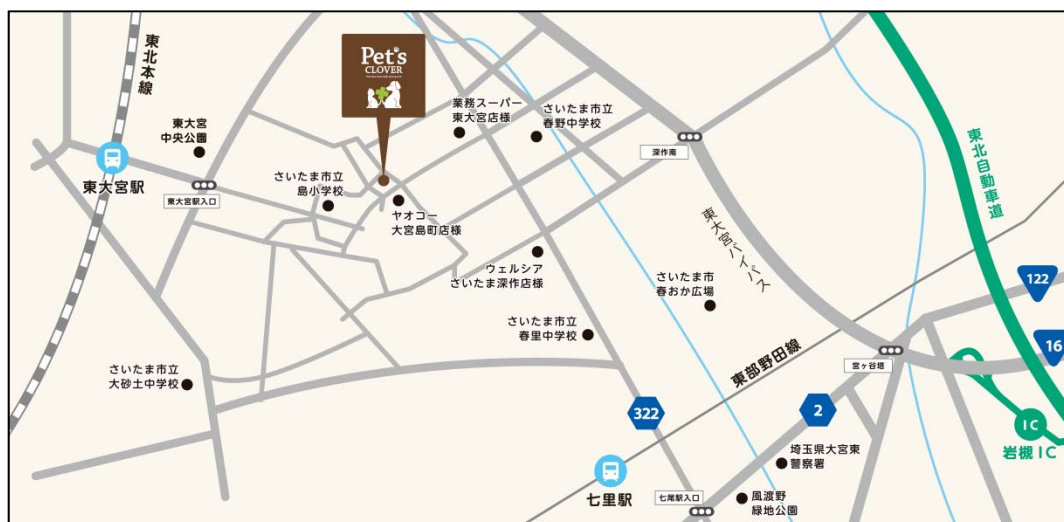 東北本線
Pet's
CLOVER
東大宮
中央公園
東大宮駅
東大宮駅入口
さいたま市立
島小学校
業務スーパー
東大宮店様
さいたま市立
春野中学校
深作南
ヤオコー
大宮島町店様
ウェルシア
さいたま深作店様
東大宮バイパス
さいたま市
春おか広場
東北自動車道
122
16
さいたま市立
春里中学校
さいたま市立
大砂土中学校
東部野田線
宮ヶ谷塔
322
2
IC
岩槻IC
埼玉県大宮東
警察署
七里駅
七尾駅入口
風渡野
緑地公園